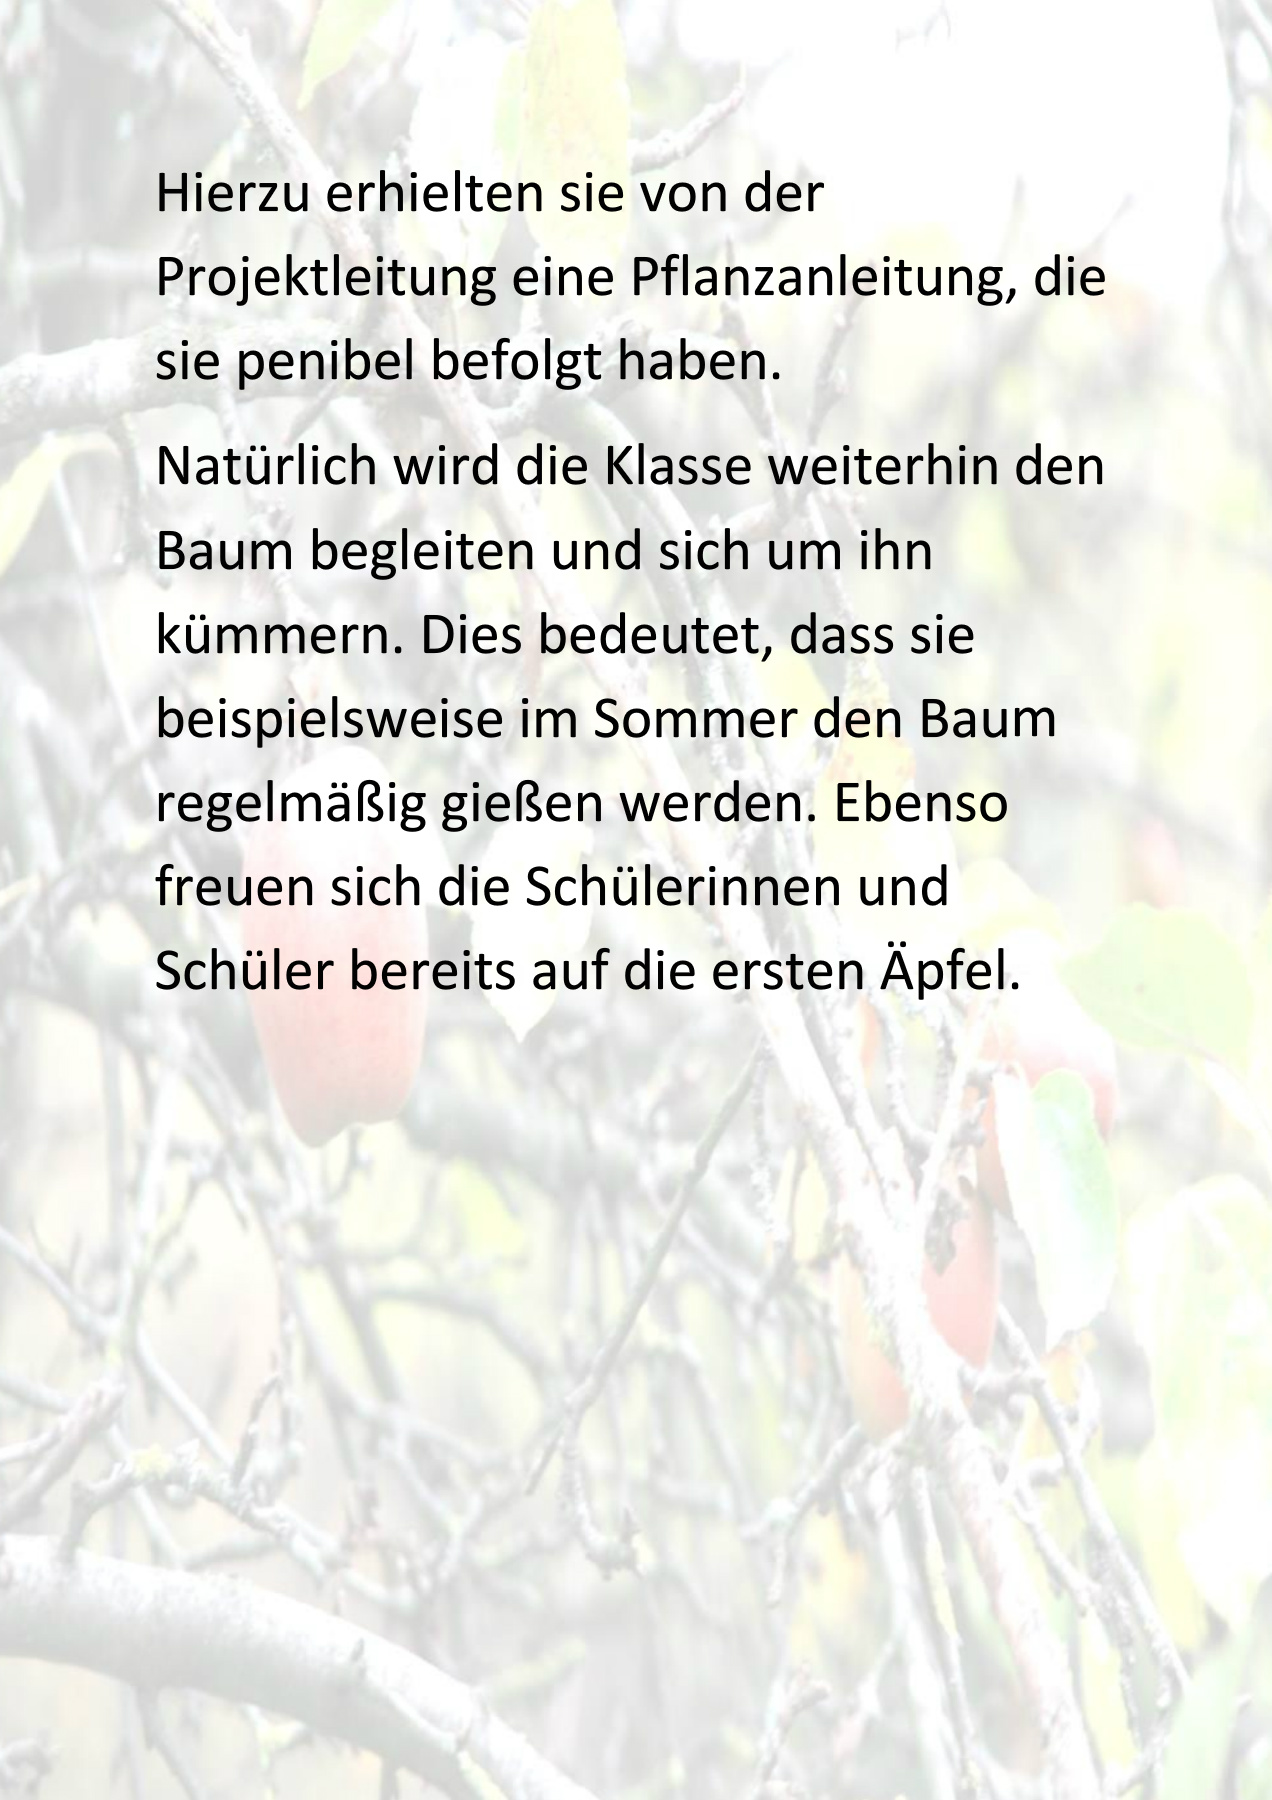 Hierzu erhielten sie von der
Projektleitung eine Pflanzanleitung, die
sie penibel befolgt haben.
Natürlich wird die Klasse weiterhin den
Baum begleiten und sich um ihn
kümmern. Dies bedeutet, dass sie
beispielsweise im Sommer den Baum
regelmäßig gießen werden. Ebenso
freuen sich die Schülerinnen und
Schüler bereits auf die ersten Äpfel.